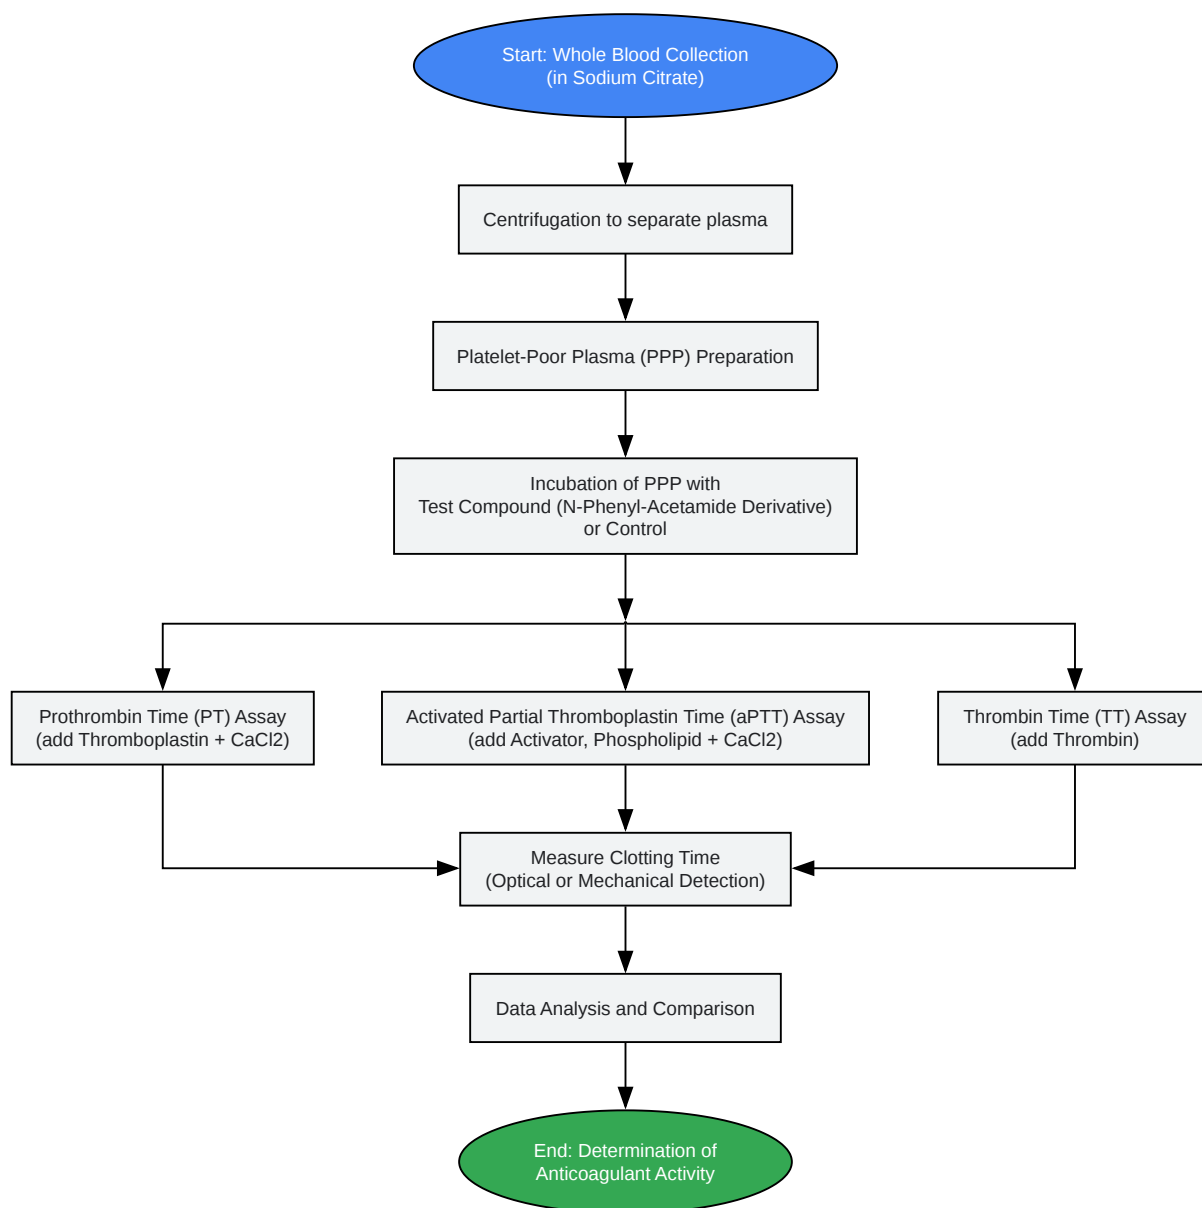 Start: Whole Blood Collection
(in Sodium Citrate)
Centrifugation to separate plasma
Platelet-Poor Plasma (PPP) Preparation
Incubation of PPP with
Test Compound (N-Phenyl-Acetamide Derivative)
or Control
Prothrombin Time (PT) Assay
(add Thromboplastin + CaCl2)
Activated Partial Thromboplastin Time (aPTT) Assay
(add Activator, Phospholipid + CaCl2)
Thrombin Time (TT) Assay
(add Thrombin)
Measure Clotting Time
(Optical or Mechanical Detection)
Data Analysis and Comparison
End: Determination of
Anticoagulant Activity